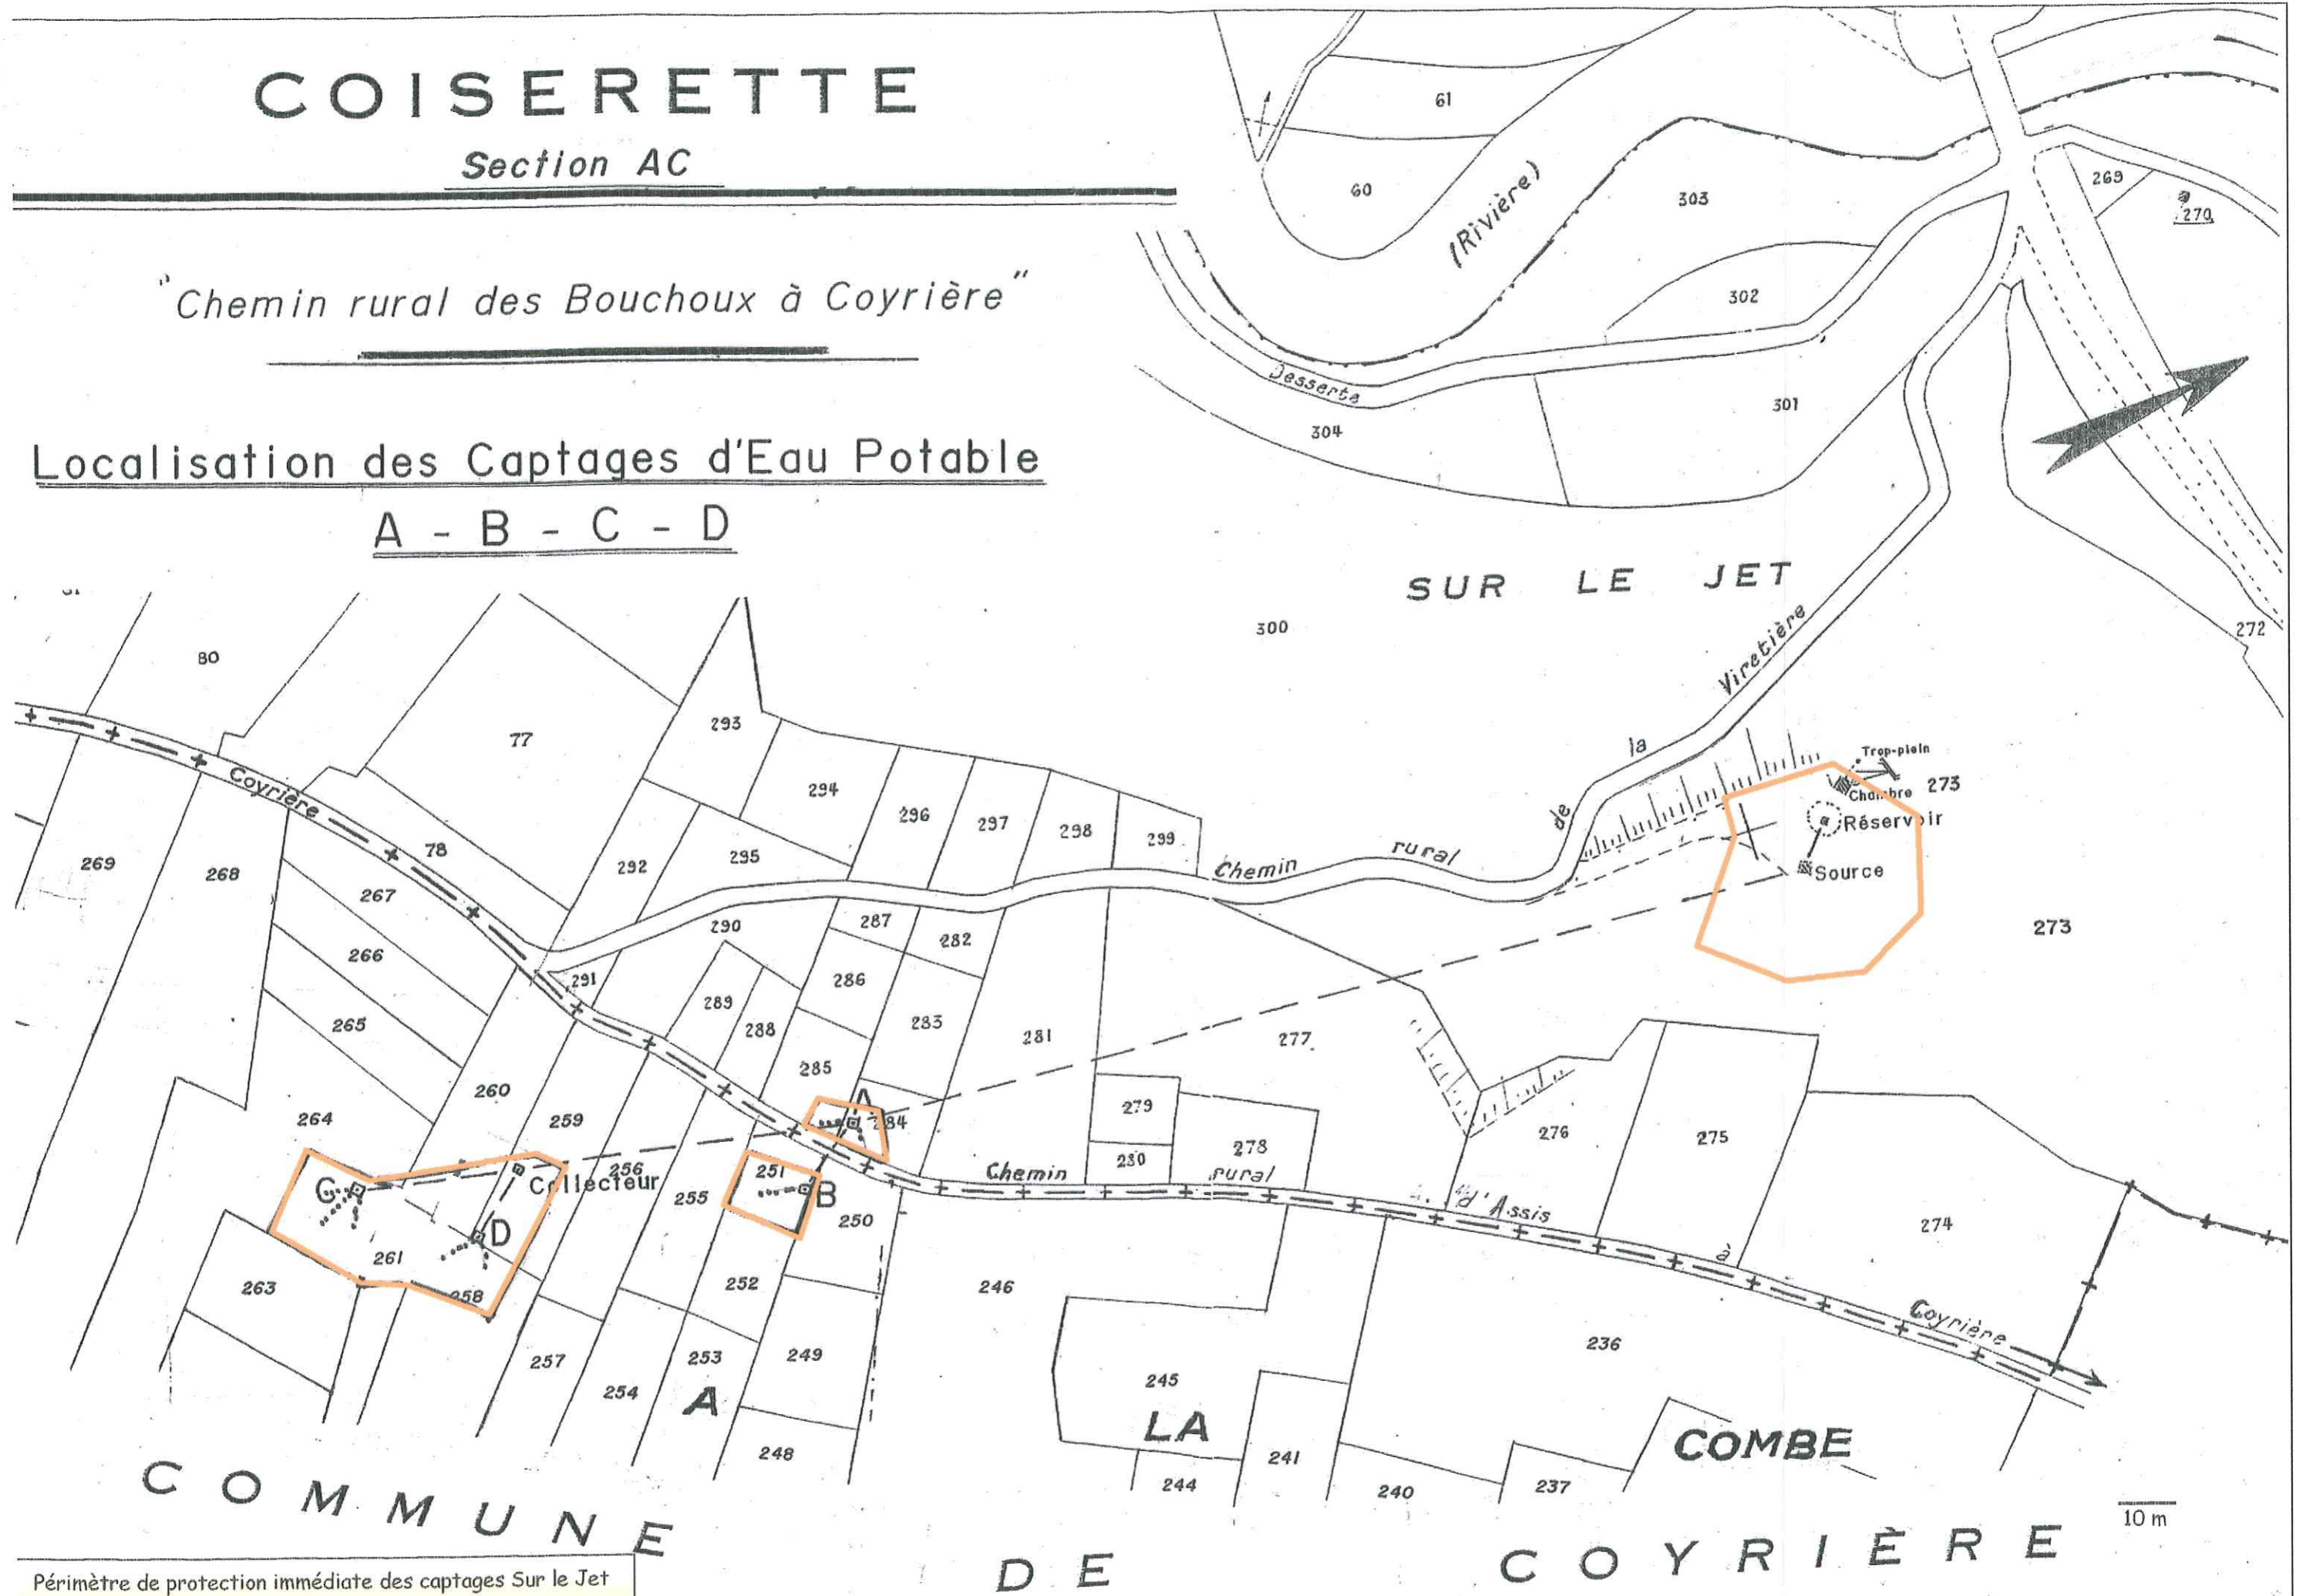 COISERETTE
Section AC
"Chemin rural des Bouchoux à Coyrière"
Localisation des Captages d'Eau Potable
A - B - C - D
61
60
(Rivière)
303
269
270
302
Desserte
301
304
SUR LE JET
300
272
Viretière
la
de
rural
Chemin
80
77
293
294
296
297
298
299
Trop-plein
Chambre
273
Réservoir
Source
273
Coyrière
78
292
295
269
268
267
266
265
264
290
287
282
291
289
288
286
283
281
277
285
A
284
260
259
279
280
278
276
275
274
256
Collecteur
255
251
B
250
C
D
261
258
263
Chemin rural
d'Assis
à
Coyrière
252
246
236
257
254
253
249
245
A
LA
COMBE
248
244
241
240
237
COMMUNE
DE
COYRIÈRE
10 m
Périmètre de protection immédiate des captages Sur le Jet